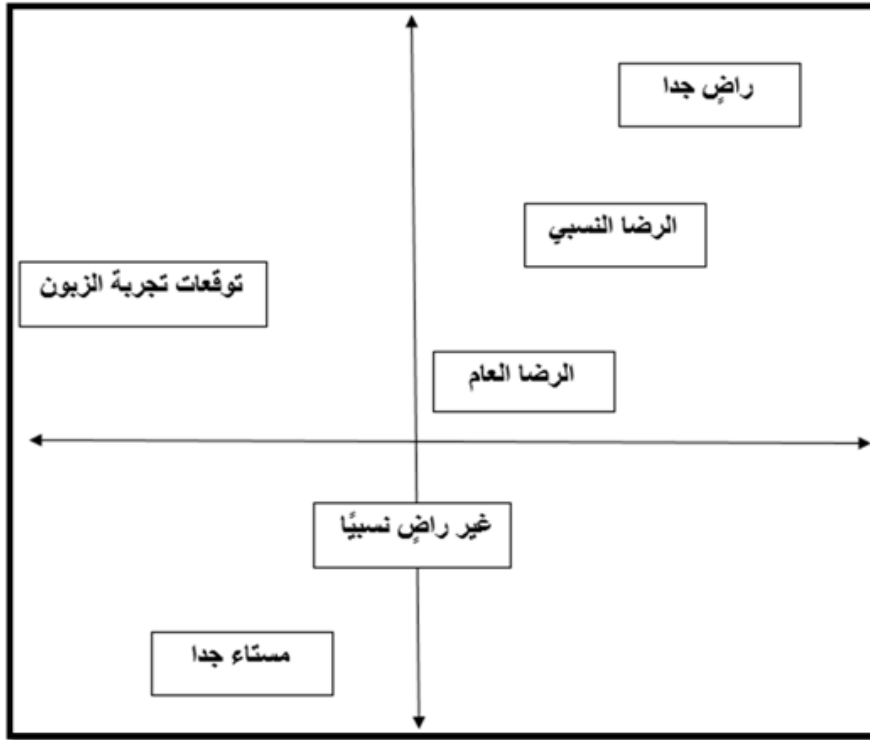 راضٍ جدا
الرضا النسبي
توقعات تجربة الزبون
الرضا العام
غير راضٍ نسبيًا
مستاء جدا